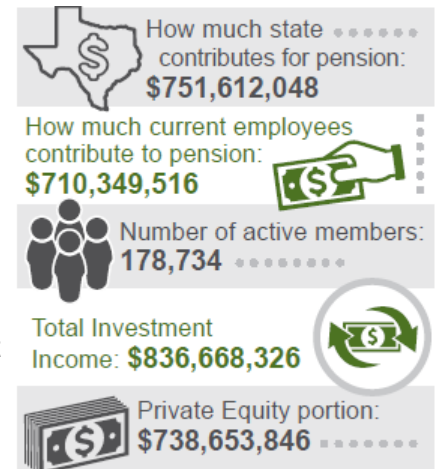 How much state
contributes for pension:
$751,612,048
How much current employees
contribute to pension:
$710,349,516
Number of active members:
178,734
Total Investment
Income: $836,668,326
Private Equity portion:
$738,653,846